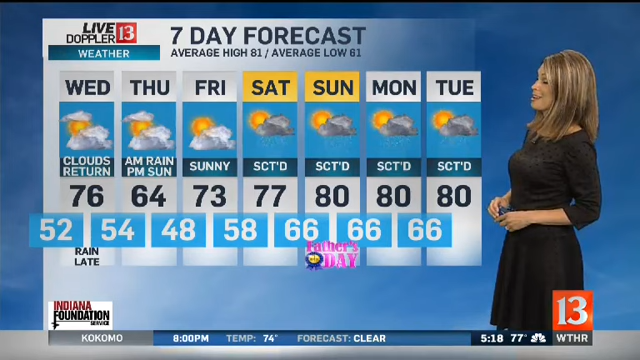 LIVE
DOPPLER 13
WEATHER
7 DAY FORECAST
AVERAGE HIGH 81 / AVERAGE LOW 61
WED THU FRI SAT SUN MON TUE
CLOUDS RETURN
AM RAIN PM SUN
SUNNY
SCT'D
SCT'D
SCT'D
SCT'D
76 64 73 77 80 80 80
52 54 48 58 66 66 66
RAIN LATE
Father's
DAY
INDIANA
FOUNDATION
SERVICE
13
KOKOMO 8:00PM TEMP: 74° FORECAST: CLEAR 5:18 77° WTHR